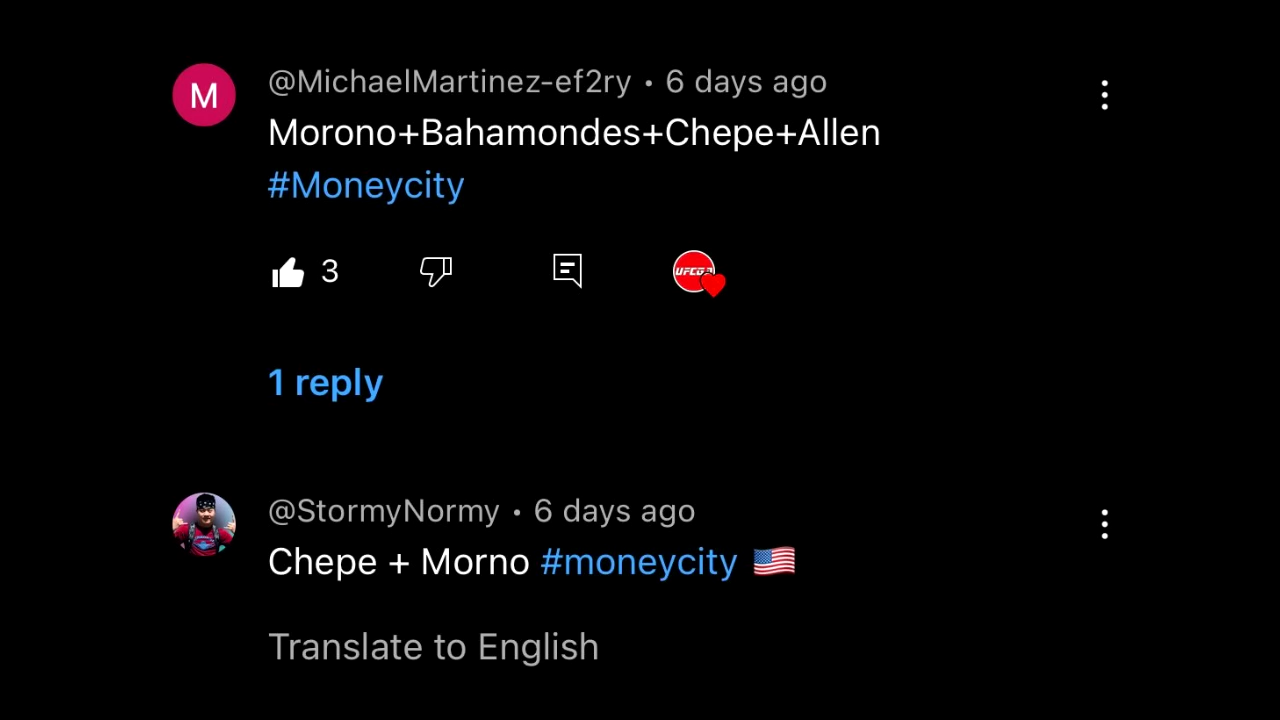 M
@MichaelMartinez-ef2ry • 6 days ago
Morono+Bahamondes+Chepe+Allen
#Moneycity
3
1 reply
@StormyNormy • 6 days ago
Chepe + Morno #moneycity 🇺🇸
Translate to English